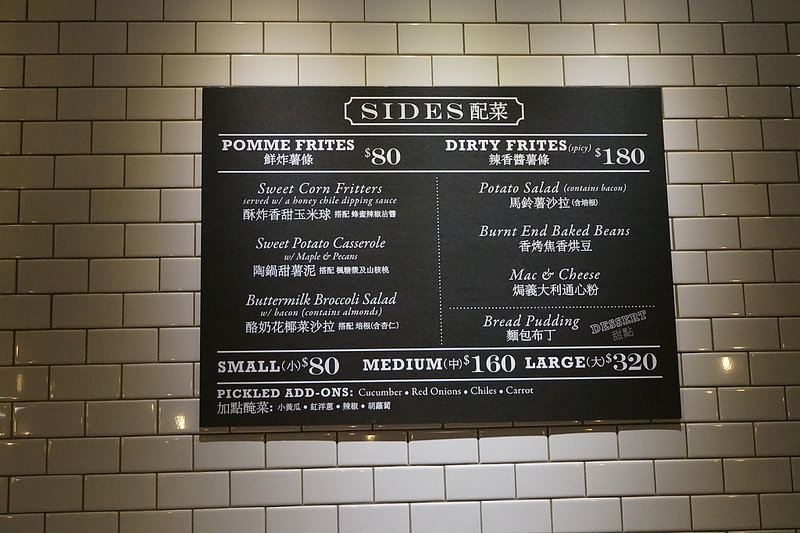 SIDES 配菜
POMME FRITES $80
鮮炸薯條
DIRTY FRITES (spicy) $180
辣香醬薯條
Sweet Corn Fritters
served w/ a honey chile dipping sauce
酥炸香甜玉米球 搭配 蜂蜜辣椒沾醬
Sweet Potato Casserole
w/ Maple & Pecans
陶鍋甜薯泥 搭配 楓糖漿及山核桃
Buttermilk Broccoli Salad
w/ bacon (contains almonds)
酪奶花椰菜沙拉 搭配 培根(含杏仁)
Potato Salad (contains bacon)
馬鈴薯沙拉 (含培根)
Burnt End Baked Beans
香烤焦香烘豆
Mac & Cheese
焗義大利通心粉
Bread Pudding
麵包布丁
DESSERT
甜點
SMALL (小) $80 MEDIUM (中) $160 LARGE (大) $320
PICKLED ADD-ONS: Cucumber • Red Onions • Chiles • Carrot
加點醃菜: 小黃瓜 • 紅洋蔥 • 辣椒 • 胡蘿蔔